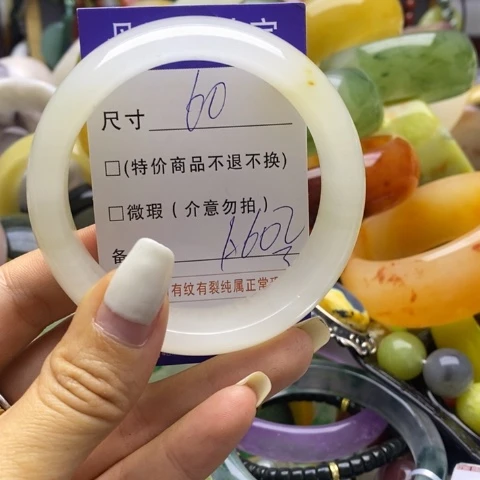 尺寸 60
□(特价商品不退不换)
□微瑕(介意勿拍)
备
有纹有裂纯属正常